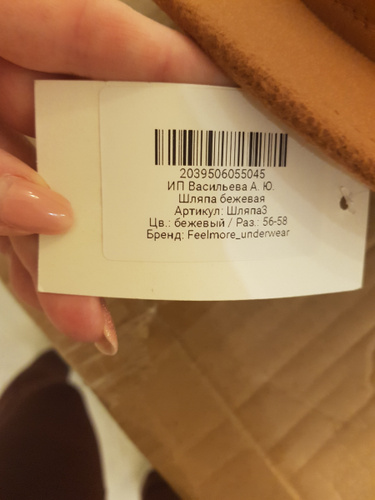 2039506055045
ИП Васильева А. Ю.
Шляпа бежевая
Артикул: Шляпа3
Цв.: бежевый / Раз.: 56-58
Бренд: Feelmore_underwear